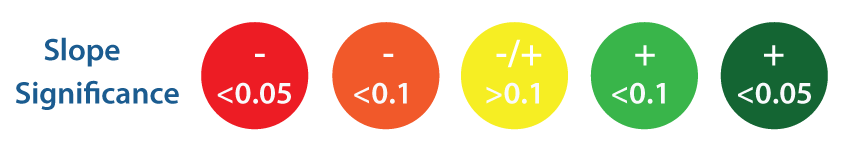 Slope - - -/+ + +
Significance <0.05 <0.1 >0.1 <0.1 <0.05